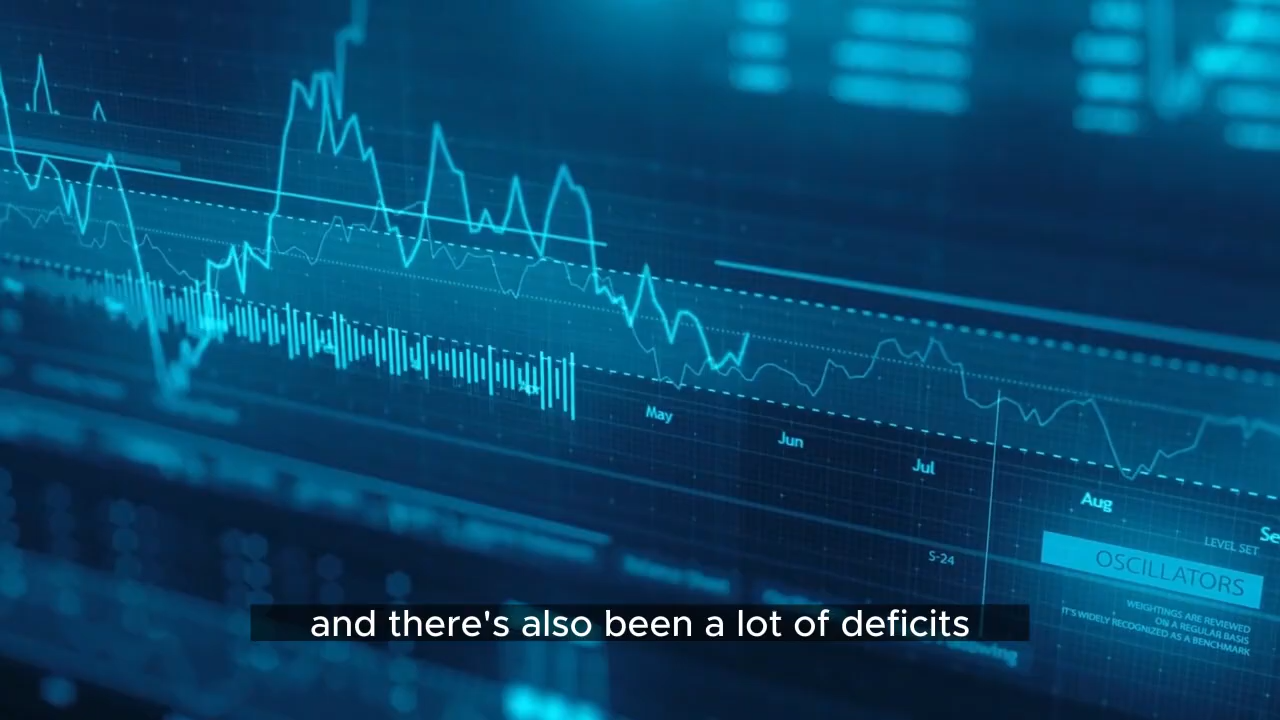 Apr
May
Jun
Jul
Aug
S-24
LEVEL SET
OSCILLATORS
WEIGHTINGS ARE REVIEWED
ON A REGULAR BASIS
IT'S WIDELY RECOGNIZED AS A BENCHMARK
and there's also been a lot of deficits